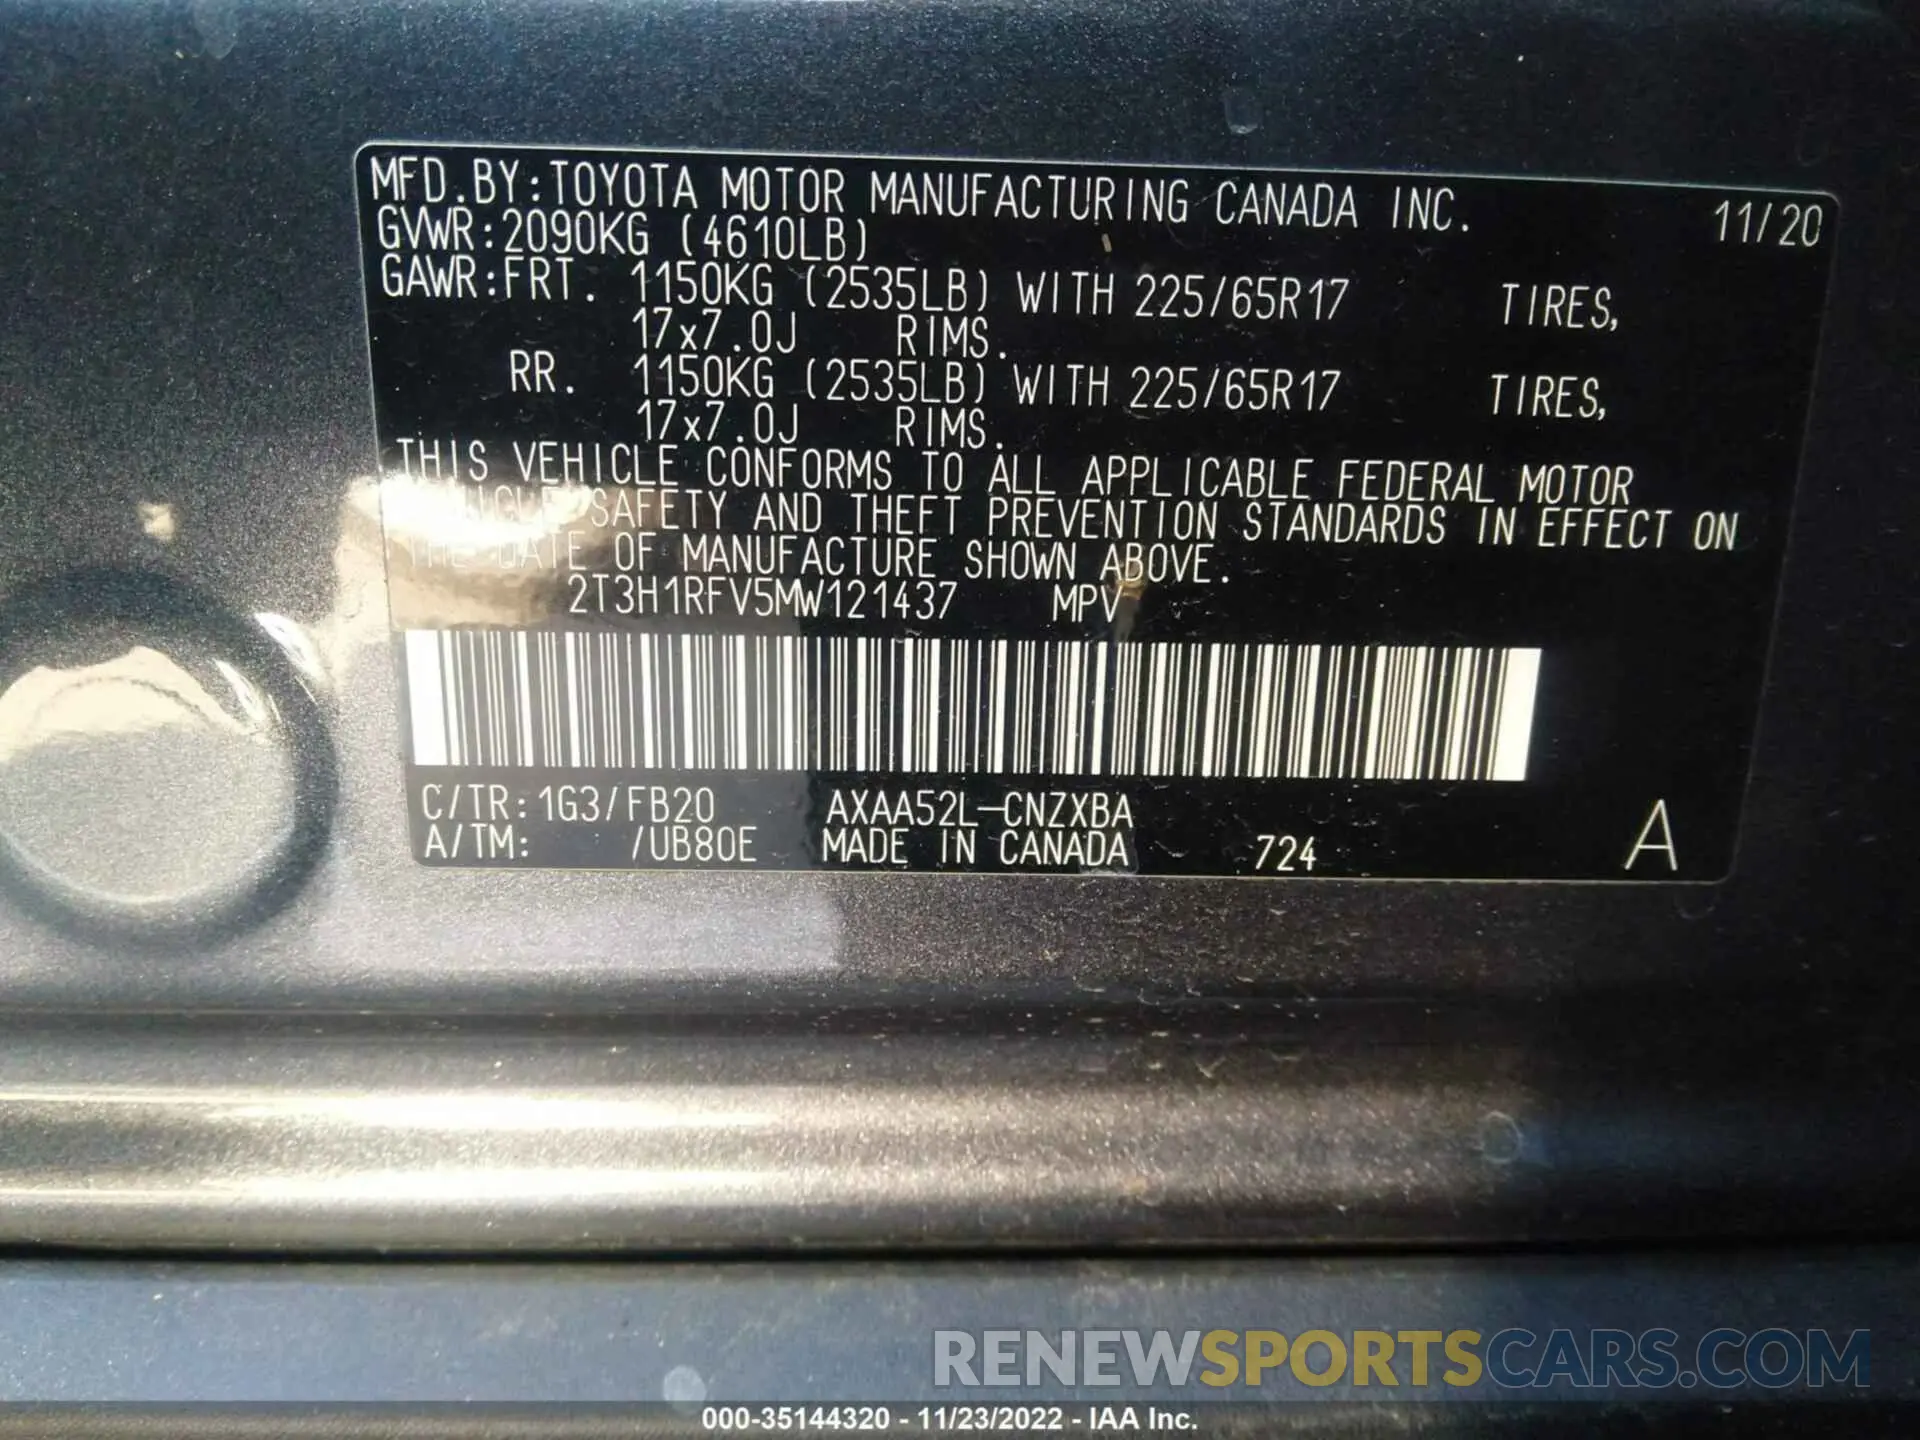 MFD.BY:TOYOTA MOTOR MANUFACTURING CANADA INC. 11/20
GVWR:2090KG (4610LB)
GAWR:FRT. 1150KG (2535LB) WITH 225/65R17 TIRES,
17x7.0J RIMS.
RR. 1150KG (2535LB) WITH 225/65R17 TIRES,
17x7.0J RIMS.
THIS VEHICLE CONFORMS TO ALL APPLICABLE FEDERAL MOTOR
VEHICLE SAFETY AND THEFT PREVENTION STANDARDS IN EFFECT ON
THE DATE OF MANUFACTURE SHOWN ABOVE.
2T3H1RFV5MW121437 MPV
C/TR:1G3/FB20 AXAA52L-CNZXBA
A/TM: /UB80E MADE IN CANADA 724 A
RENEWSPORTSCARS.COM
000-35144320 - 11/23/2022 - IAA Inc.